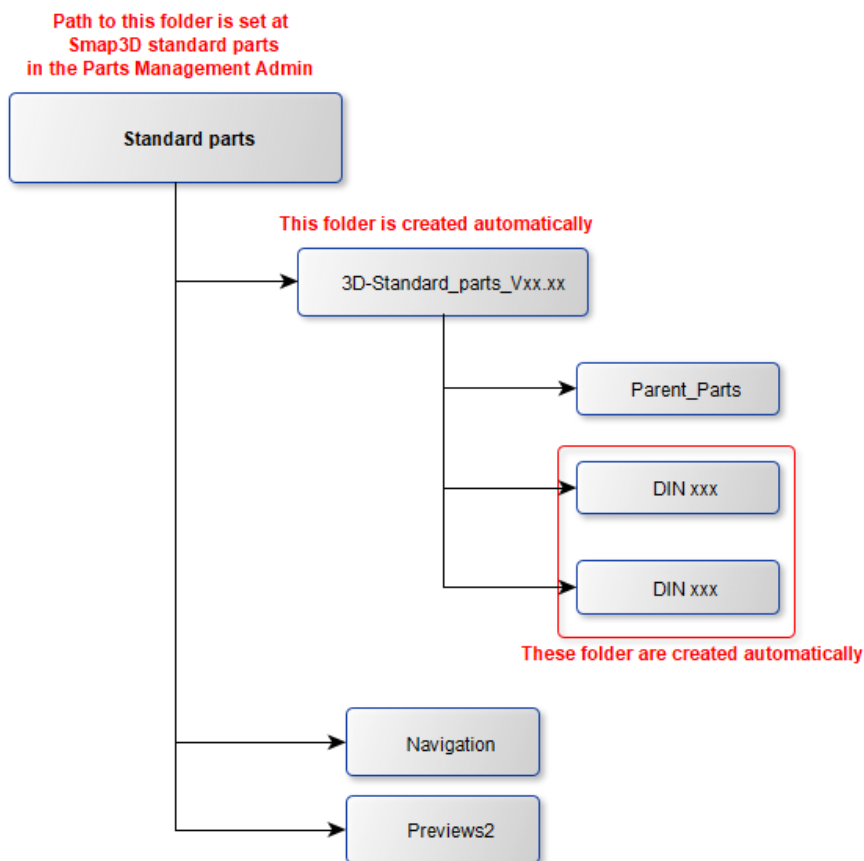 Path to this folder is set at
Smap3D standard parts
in the Parts Management Admin
Standard parts
This folder is created automatically
3D-Standard_parts_Vxx.xx
Parent_Parts
DIN xxx
DIN xxx
These folder are created automatically
Navigation
Previews2